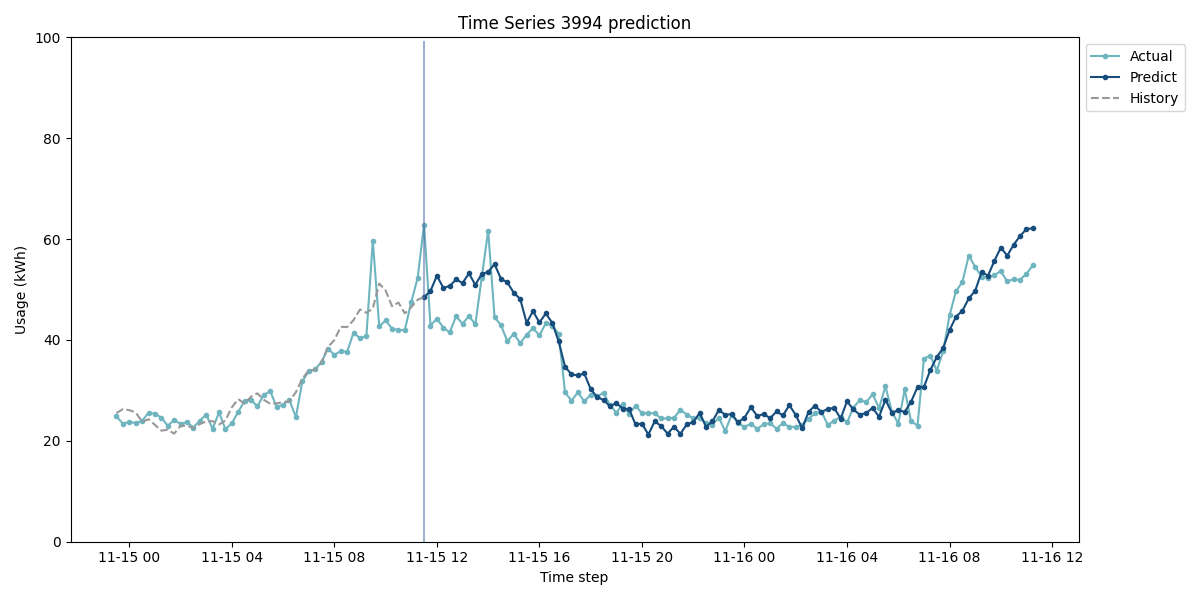 Time Series 3994 prediction
100
80
60
40
20
0
Usage (kWh)
11-15 00
11-15 04
11-15 08
11-15 12
11-15 16
11-15 20
11-16 00
11-16 04
11-16 08
11-16 12
Time step
Actual
Predict
History